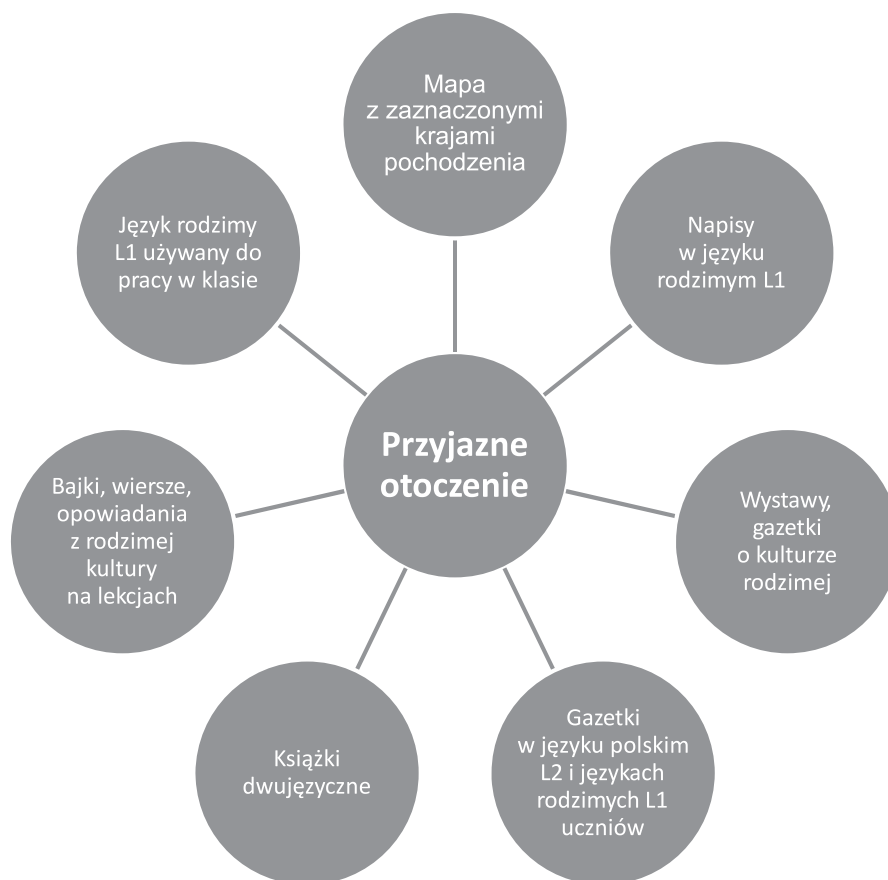 Mapa
z zaznaczonymi
krajami
pochodzenia
Napisy
w języku
rodzimym L1
Wystawy,
gazetki
o kulturze
rodzimej
Gazetki
w języku polskim
L2 i językach
rodzimych L1
uczniów
Książki
dwujęzyczne
Bajki, wiersze,
opowiadania
z rodzimej
kultury
na lekcjach
Język rodzimy
L1 używany do
pracy w klasie
Przyjazne
otoczenie